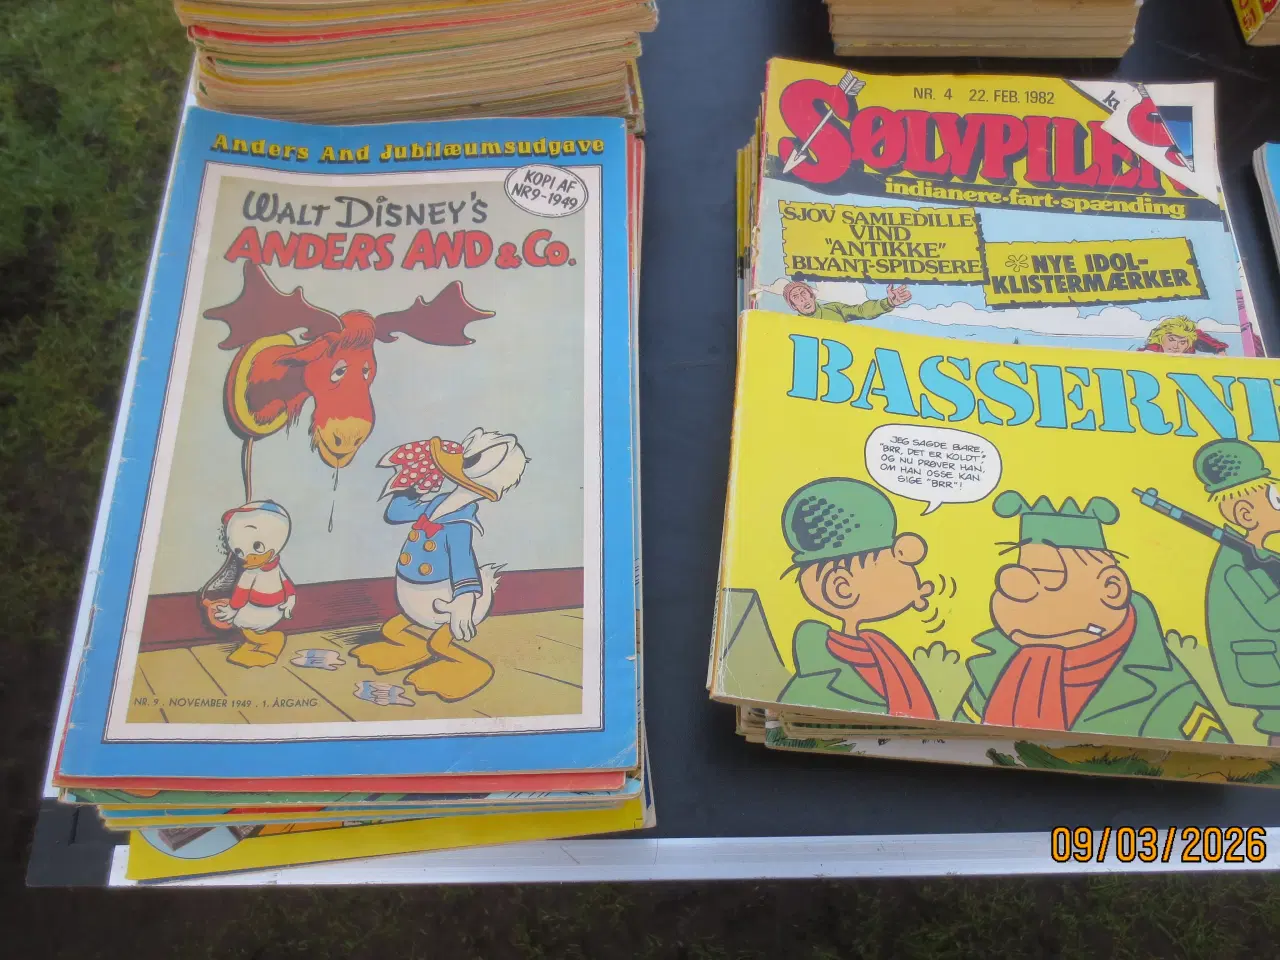 Anders And Jubilæumsudgave
KOPI AF
NR9-1949
WALT DISNEY'S
ANDERS AND & Co.
NR. 9 . NOVEMBER 1949 . 1. ÅRGANG
NR. 4 22. FEB. 1982
SØLVPILEN
indianere·fart·spænding
SJOV SAMLEDILLE
VIND
"ANTIKKE"
BLYANT-SPIDSERE
NYE IDOL-
KLISTERMÆRKER
BASSERN
JEG SAGDE BARE,
"BRR, DET ER KOLDT",
OG NU PRØVER HAN,
OM HAN OSSE KAN
SIGE "BRR"!
09/03/2026